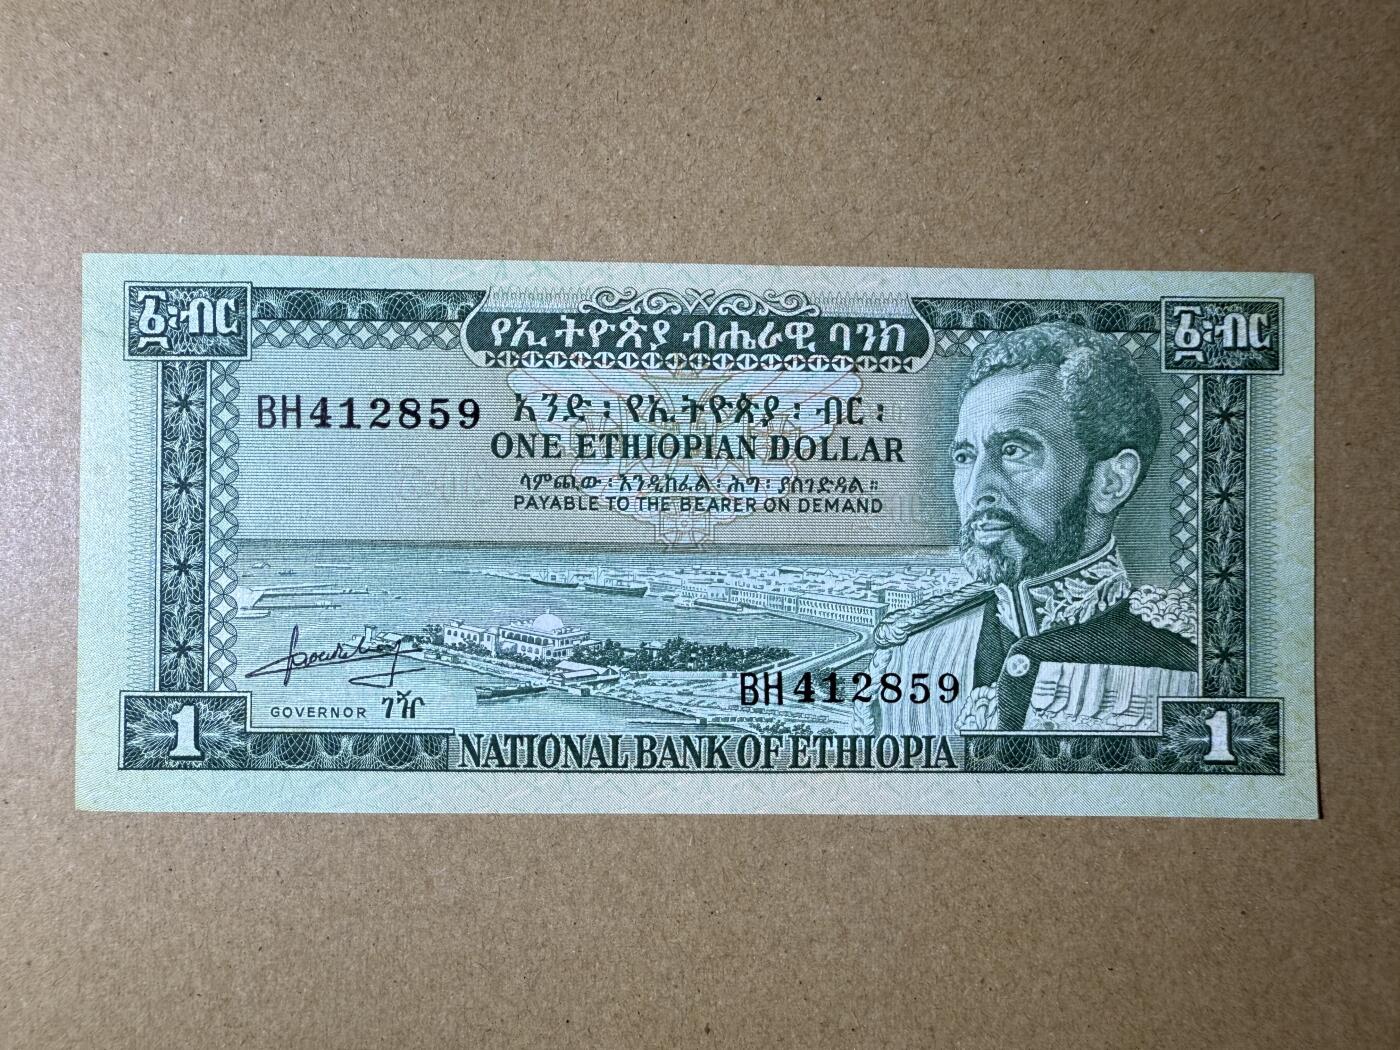 ፩፡ብር
የኢትዮጵያ ብሔራዊ ባንክ
፩፡ብር
BH412859
አንድ ፡ የኢትዮጵያ ፡ ብር ፡
ONE ETHIOPIAN DOLLAR
ላምጪው ፡ እንዲከፈል ፡ ሕግ ፡ ያስገድዳል ።
PAYABLE TO THE BEARER ON DEMAND
BH412859
GOVERNOR ገዥ
1
NATIONAL BANK OF ETHIOPIA
1